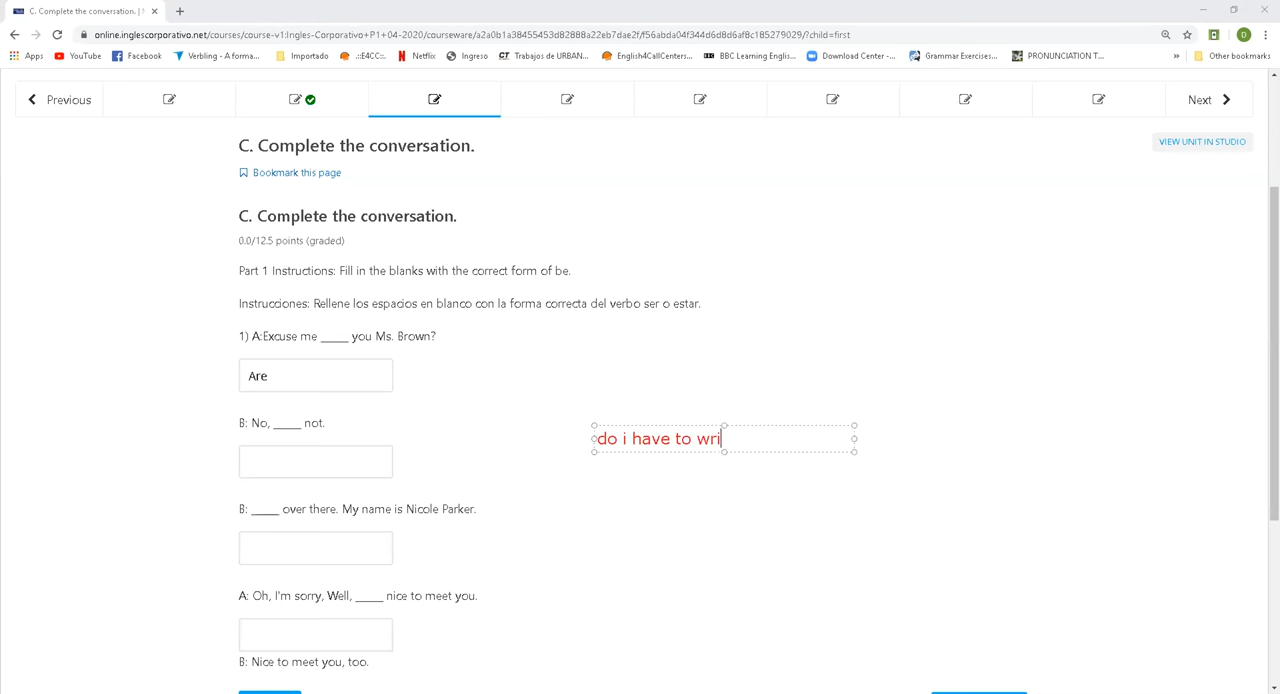 C. Complete the conversation. | 
online.inglescorporativo.net/courses/course-v1:Ingles-Corporativo+P1+04-2020/courseware/a2a0b1a38455453d82888a22eb7dae2f/f56abda04f344d6d8d6af8c185279029/?child=first
D
Apps YouTube Facebook Verbling - A forma... Importado .::E4CC::. Netflix Ingreso CT Trabajos de URBAN... English4CallCenters... BBC Learning Englis... Download Center -... Grammar Exercises... PRONUNCIATION T... » Other bookmarks
Previous Next
C. Complete the conversation.
VIEW UNIT IN STUDIO
Bookmark this page
C. Complete the conversation.
0.0/12.5 points (graded)
Part 1 Instructions: Fill in the blanks with the correct form of be.
Instrucciones: Rellene los espacios en blanco con la forma correcta del verbo ser o estar.
1) A:Excuse me _____ you Ms. Brown?
Are
B: No, _____ not.
do i have to wri
B: _____ over there. My name is Nicole Parker.
A: Oh, I'm sorry, Well, _____ nice to meet you.
B: Nice to meet you, too.